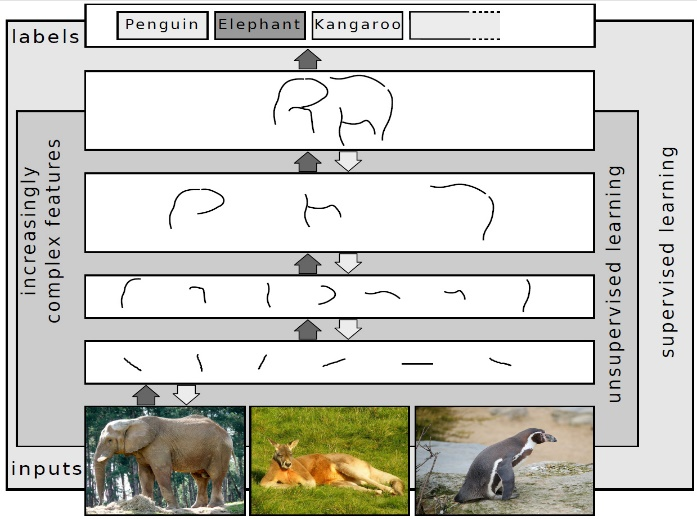 labels
Penguin
Elephant
Kangaroo
increasingly
complex features
unsupervised learning
supervised learning
inputs